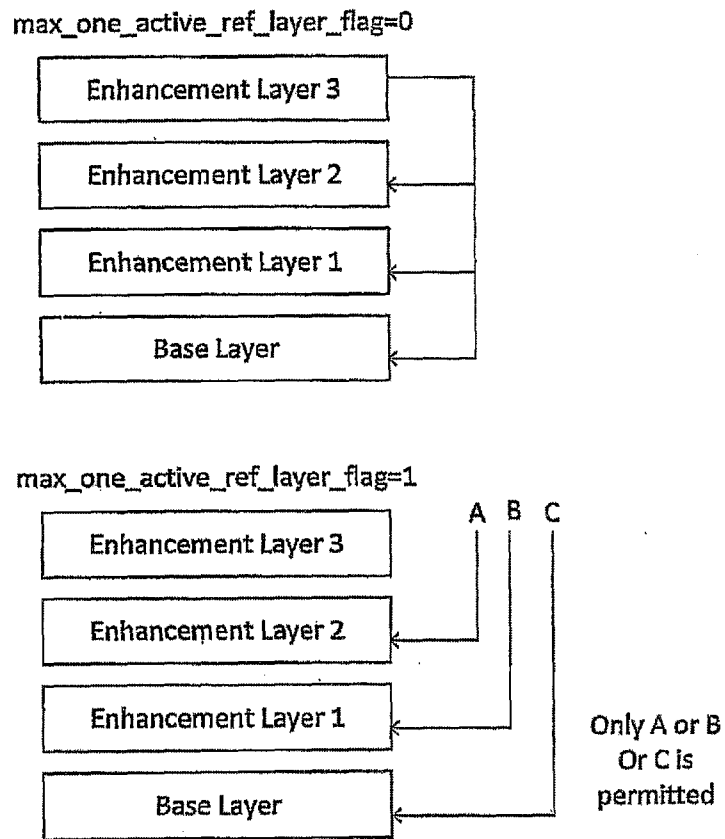 max_one_active_ref_layer_flag=0
Enhancement Layer 3
Enhancement Layer 2
Enhancement Layer 1
Base Layer
max_one_active_ref_layer_flag=1
A B C
Enhancement Layer 3
Enhancement Layer 2
Enhancement Layer 1
Only A or B
Or C is
permitted
Base Layer